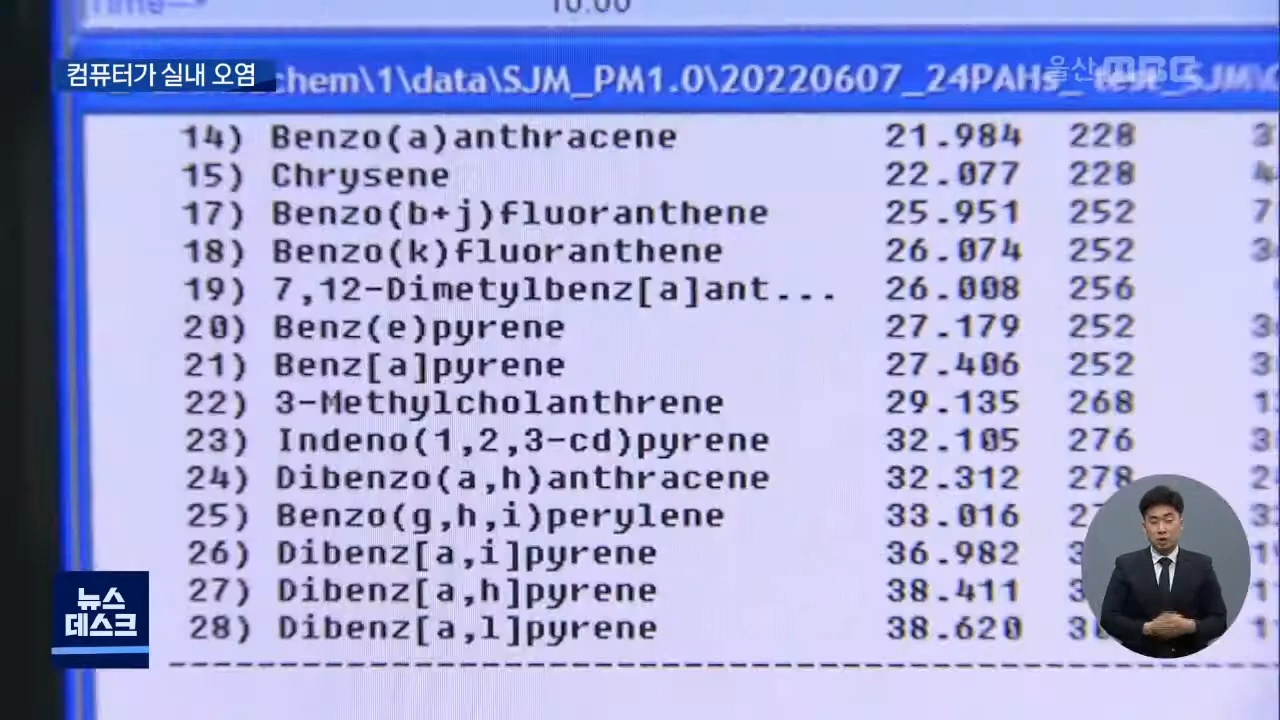 10.00
컴퓨터가 실내 오염
울산MBC
chem\1\data\SJM_PM1.0\20220607_24PAHs_test_SJM\
14) Benzo(a)anthracene 21.984 228
15) Chrysene 22.077 228
17) Benzo(b+j)fluoranthene 25.951 252
18) Benzo(k)fluoranthene 26.074 252
19) 7,12-Dimetylbenz[a]ant... 26.008 256
20) Benz(e)pyrene 27.179 252
21) Benz[a]pyrene 27.406 252
22) 3-Methylcholanthrene 29.135 268
23) Indeno(1,2,3-cd)pyrene 32.105 276
24) Dibenzo(a,h)anthracene 32.312 278
25) Benzo(g,h,i)perylene 33.016
26) Dibenz[a,i]pyrene 36.982
27) Dibenz[a,h]pyrene 38.411
28) Dibenz[a,l]pyrene 38.620
뉴스
데스크